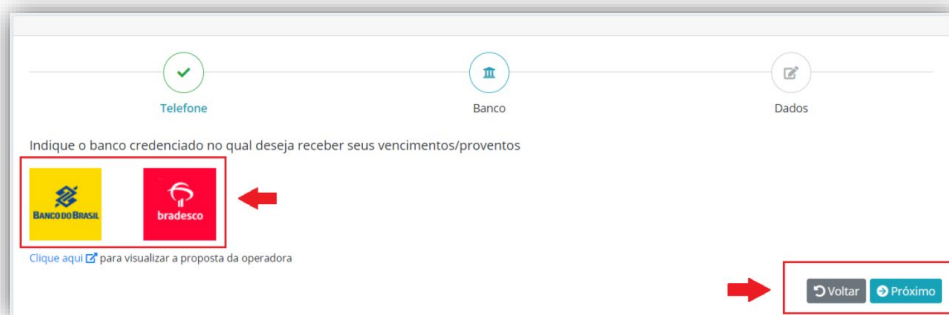 Telefone
Banco
Dados
Indique o banco credenciado no qual deseja receber seus vencimentos/proventos
BANCO DO BRASIL
bradesco
Clique aqui para visualizar a proposta da operadora
Voltar
Próximo